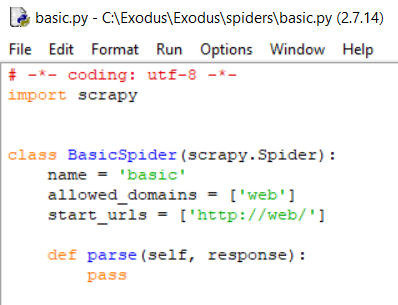 basic.py - C:\Exodus\Exodus\spiders\basic.py (2.7.14)
File Edit Format Run Options Window Help
# -*- coding: utf-8 -*-
import scrapy
class BasicSpider(scrapy.Spider):
    name = 'basic'
    allowed_domains = ['web']
    start_urls = ['http://web/']
    def parse(self, response):
        pass